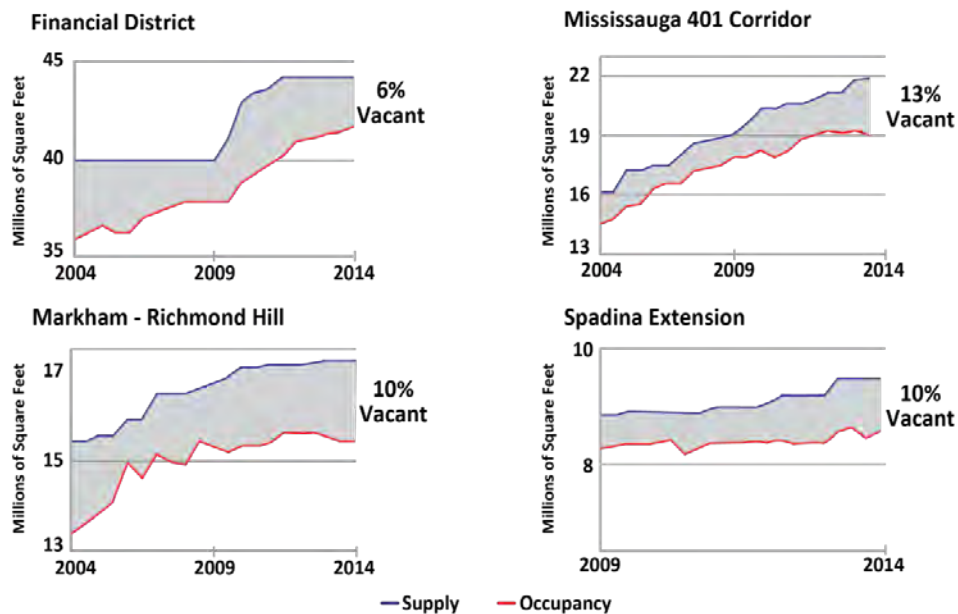 Financial District
Millions of Square Feet
45
40
35
2004
2009
2014
6%
Vacant
Mississauga 401 Corridor
Millions of Square Feet
22
19
16
13
2004
2009
2014
13%
Vacant
Markham - Richmond Hill
Millions of Square Feet
17
15
13
2004
2009
2014
10%
Vacant
Spadina Extension
Millions of Square Feet
10
8
2009
2014
10%
Vacant
Supply
Occupancy